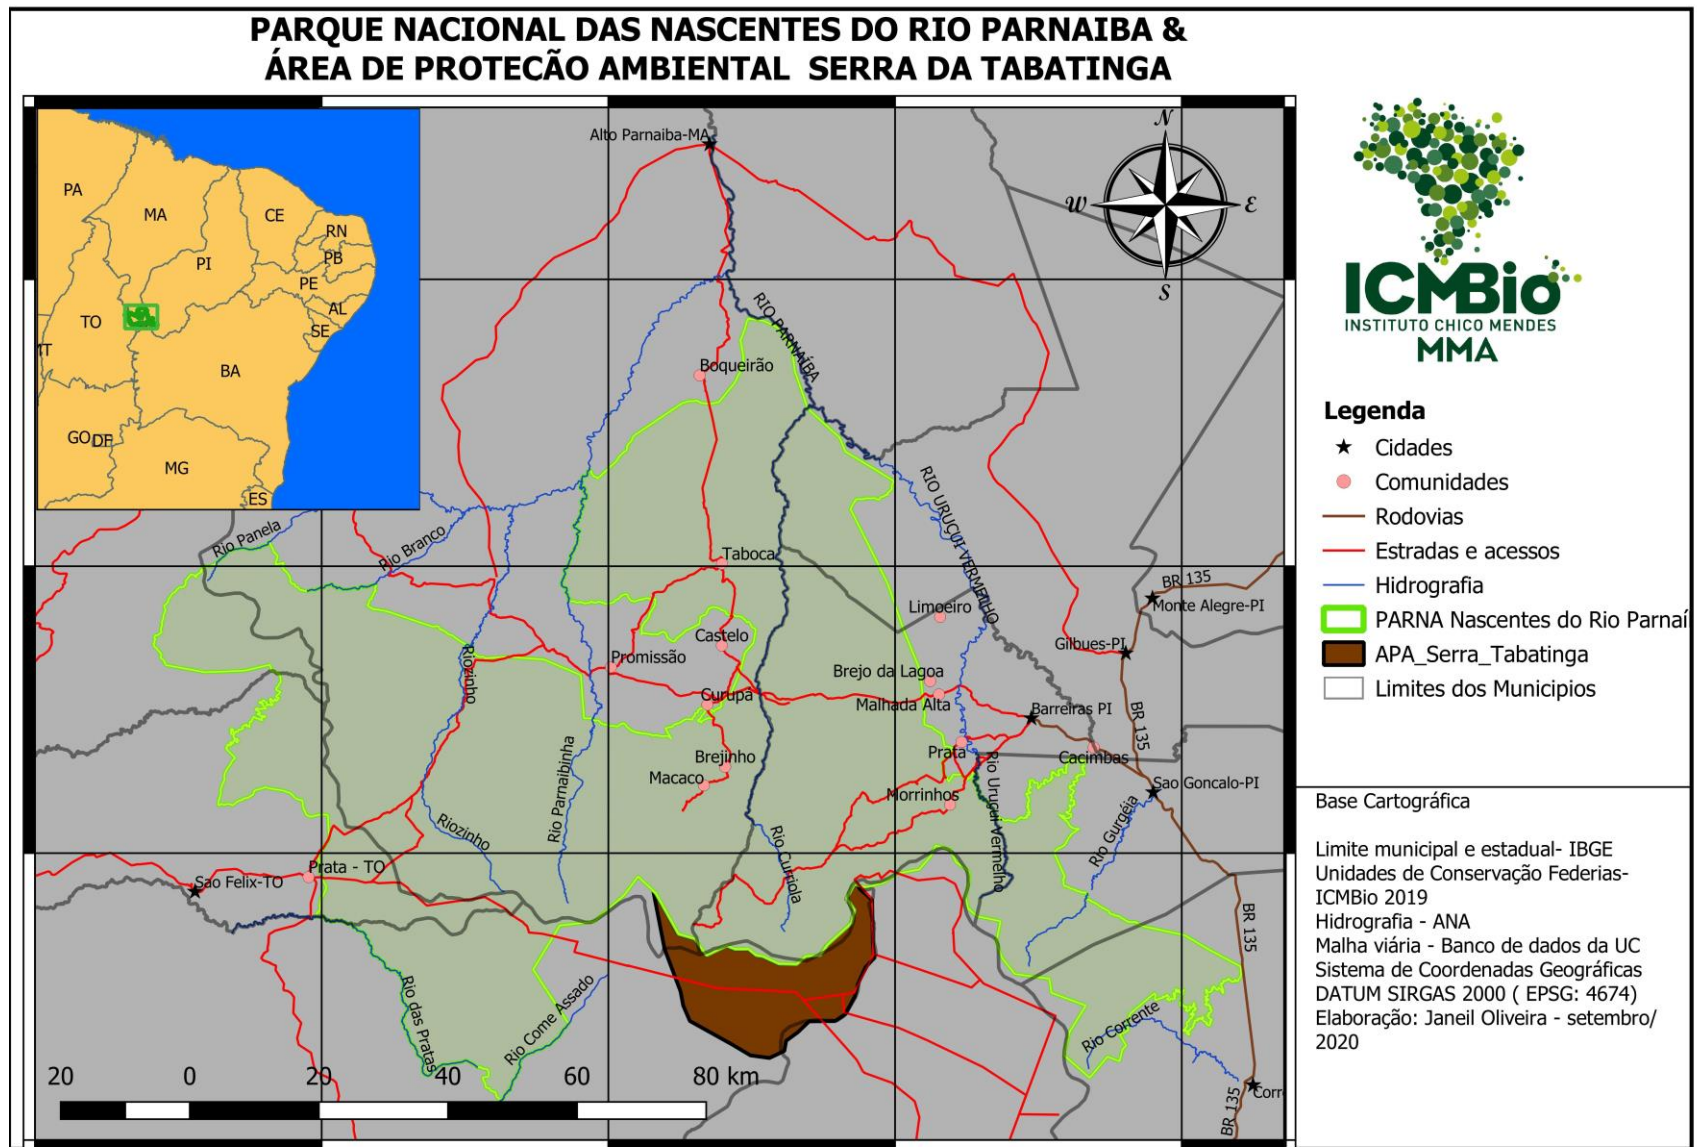 PARQUE NACIONAL DAS NASCENTES DO RIO PARNAIBA &
ÁREA DE PROTECÃO AMBIENTAL SERRA DA TABATINGA
PA
MA
CE
RN
PB
PI
PE
AL
SE
TO
BA
GO
DF
MG
ES
Alto Parnaiba-MA
N
W
E
S
RIO PARNAÍBA
Boqueirão
RIO URUÇUI VERMELHO
Rio Panela
Rio Branco
Taboca
BR 135
Monte Alegre-PI
Limoeiro
Castelo
Gilbues-PI
Promissão
Riozinho
Brejo da Lagoa
Curupa
Malhada Alta
Barreiras PI
BR 135
Prata
Cacimbas
Brejinho
Macaco
Rio Parnaibinha
Rio Uruçui Vermelho
Sao Goncalo-PI
Morrinhos
Riozinho
Rio Gurgéia
Rio Curriola
Prata - TO
Sao Felix-TO
BR 135
Rio das Pratas
Rio Come Assado
Rio Corrente
BR 135
Corr
20 0 20 40 60 80 km
ICMBio
INSTITUTO CHICO MENDES
MMA
Legenda
Cidades
Comunidades
Rodovias
Estradas e acessos
Hidrografia
PARNA Nascentes do Rio Parnaí
APA_Serra_Tabatinga
Limites dos Municipios
Base Cartográfica
Limite municipal e estadual- IBGE
Unidades de Conservação Federias-
ICMBio 2019
Hidrografia - ANA
Malha viária - Banco de dados da UC
Sistema de Coordenadas Geográficas
DATUM SIRGAS 2000 ( EPSG: 4674)
Elaboração: Janeil Oliveira - setembro/
2020